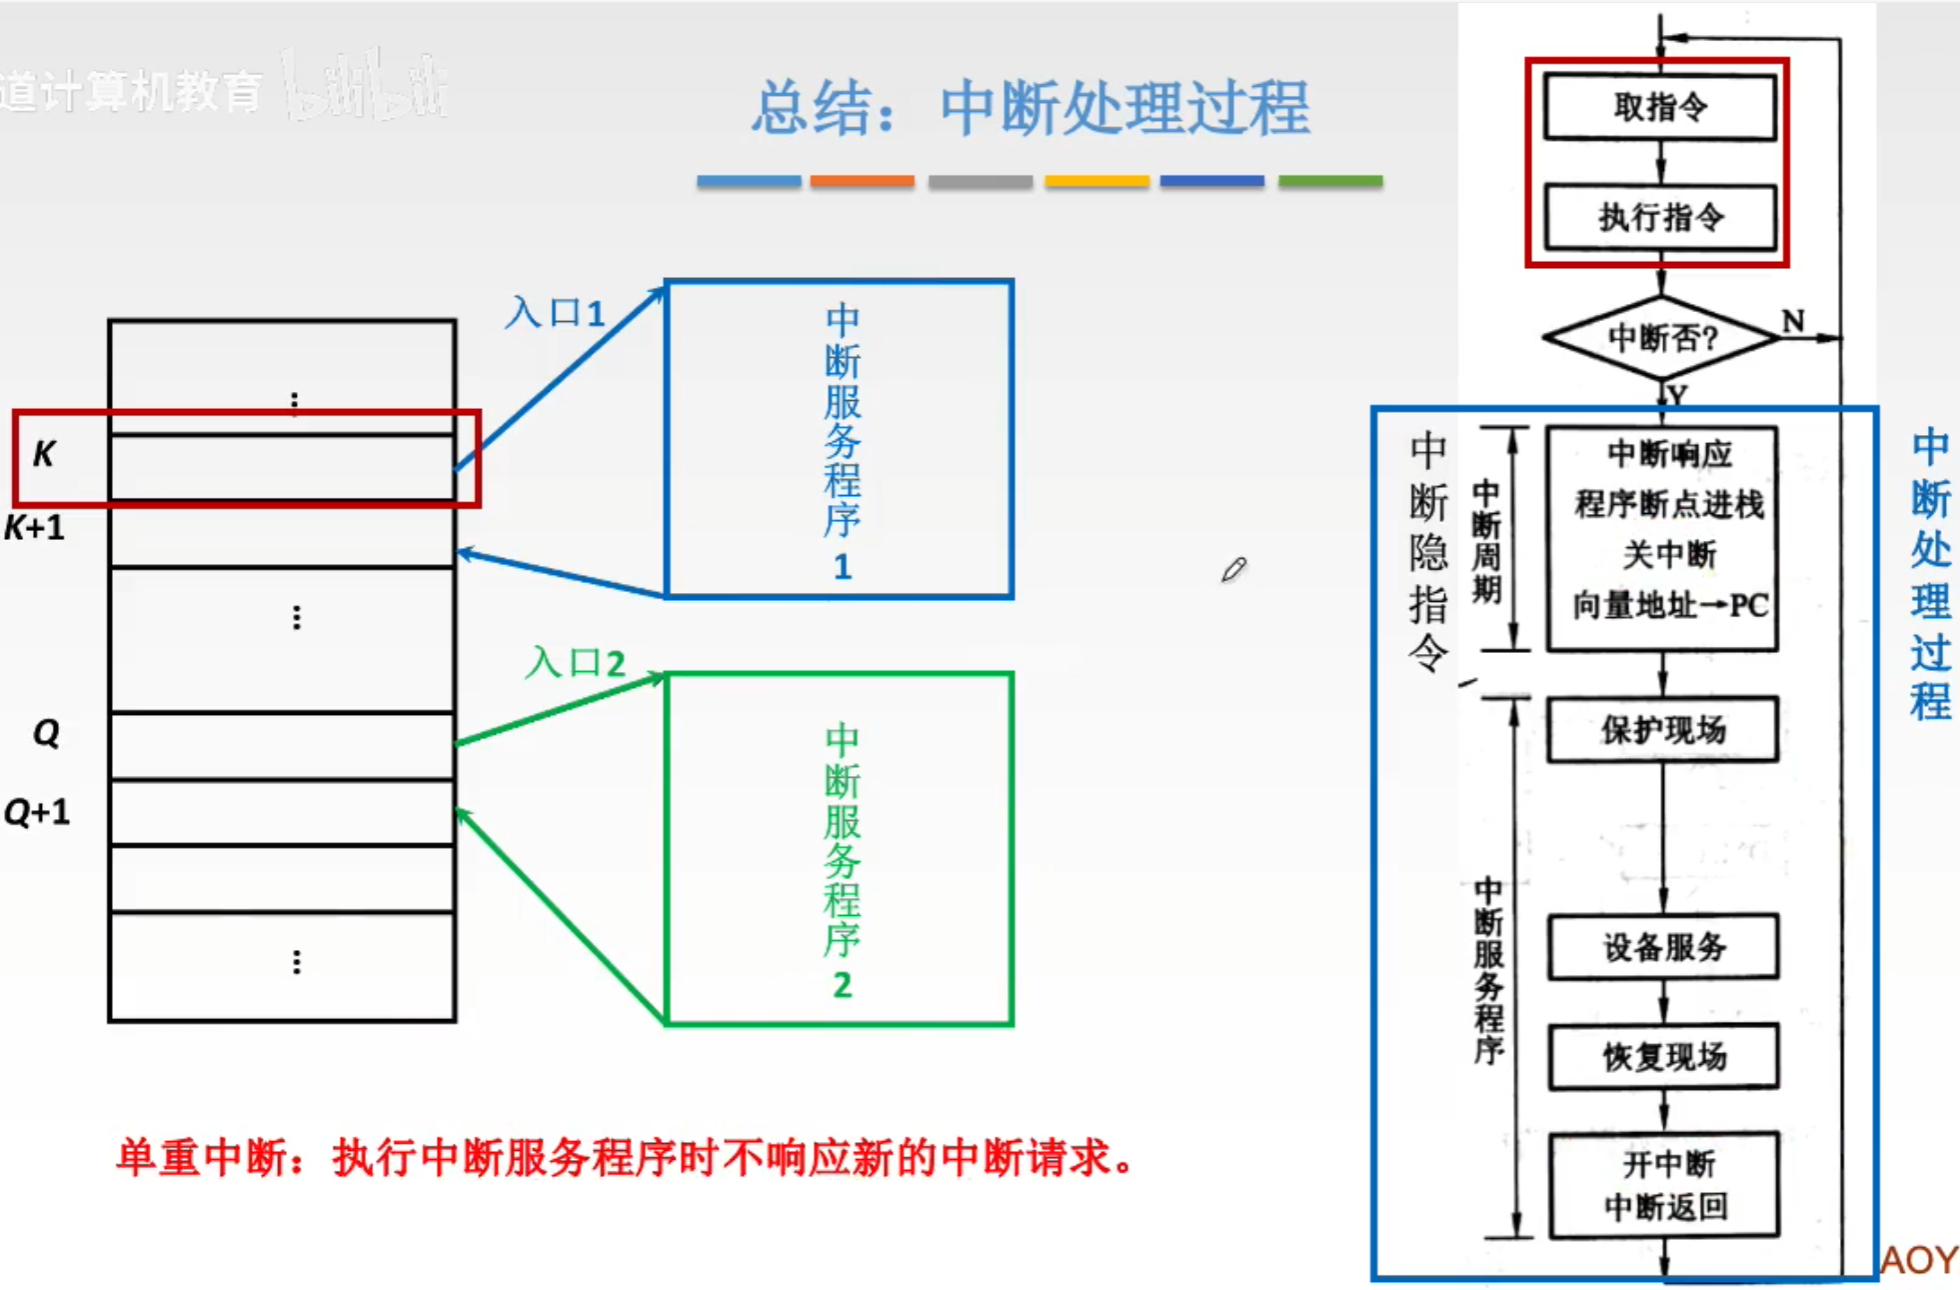 道计算机教育
bilibili
总结：中断处理过程
K
K+1
Q
Q+1
入口1
中断服务程序1
入口2
中断服务程序2
单重中断：执行中断服务程序时不响应新的中断请求。
取指令
执行指令
中断否?
N
Y
中断隐指令
中断周期
中断响应
程序断点进栈
关中断
向量地址→PC
中断服务程序
保护现场
设备服务
恢复现场
开中断
中断返回
中断处理过程
AOY